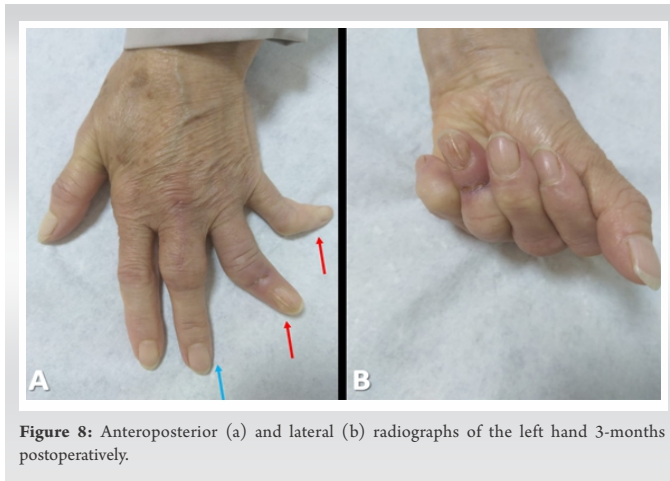 A
B
Figure 8: Anteroposterior (a) and lateral (b) radiographs of the left hand 3-months
postoperatively.